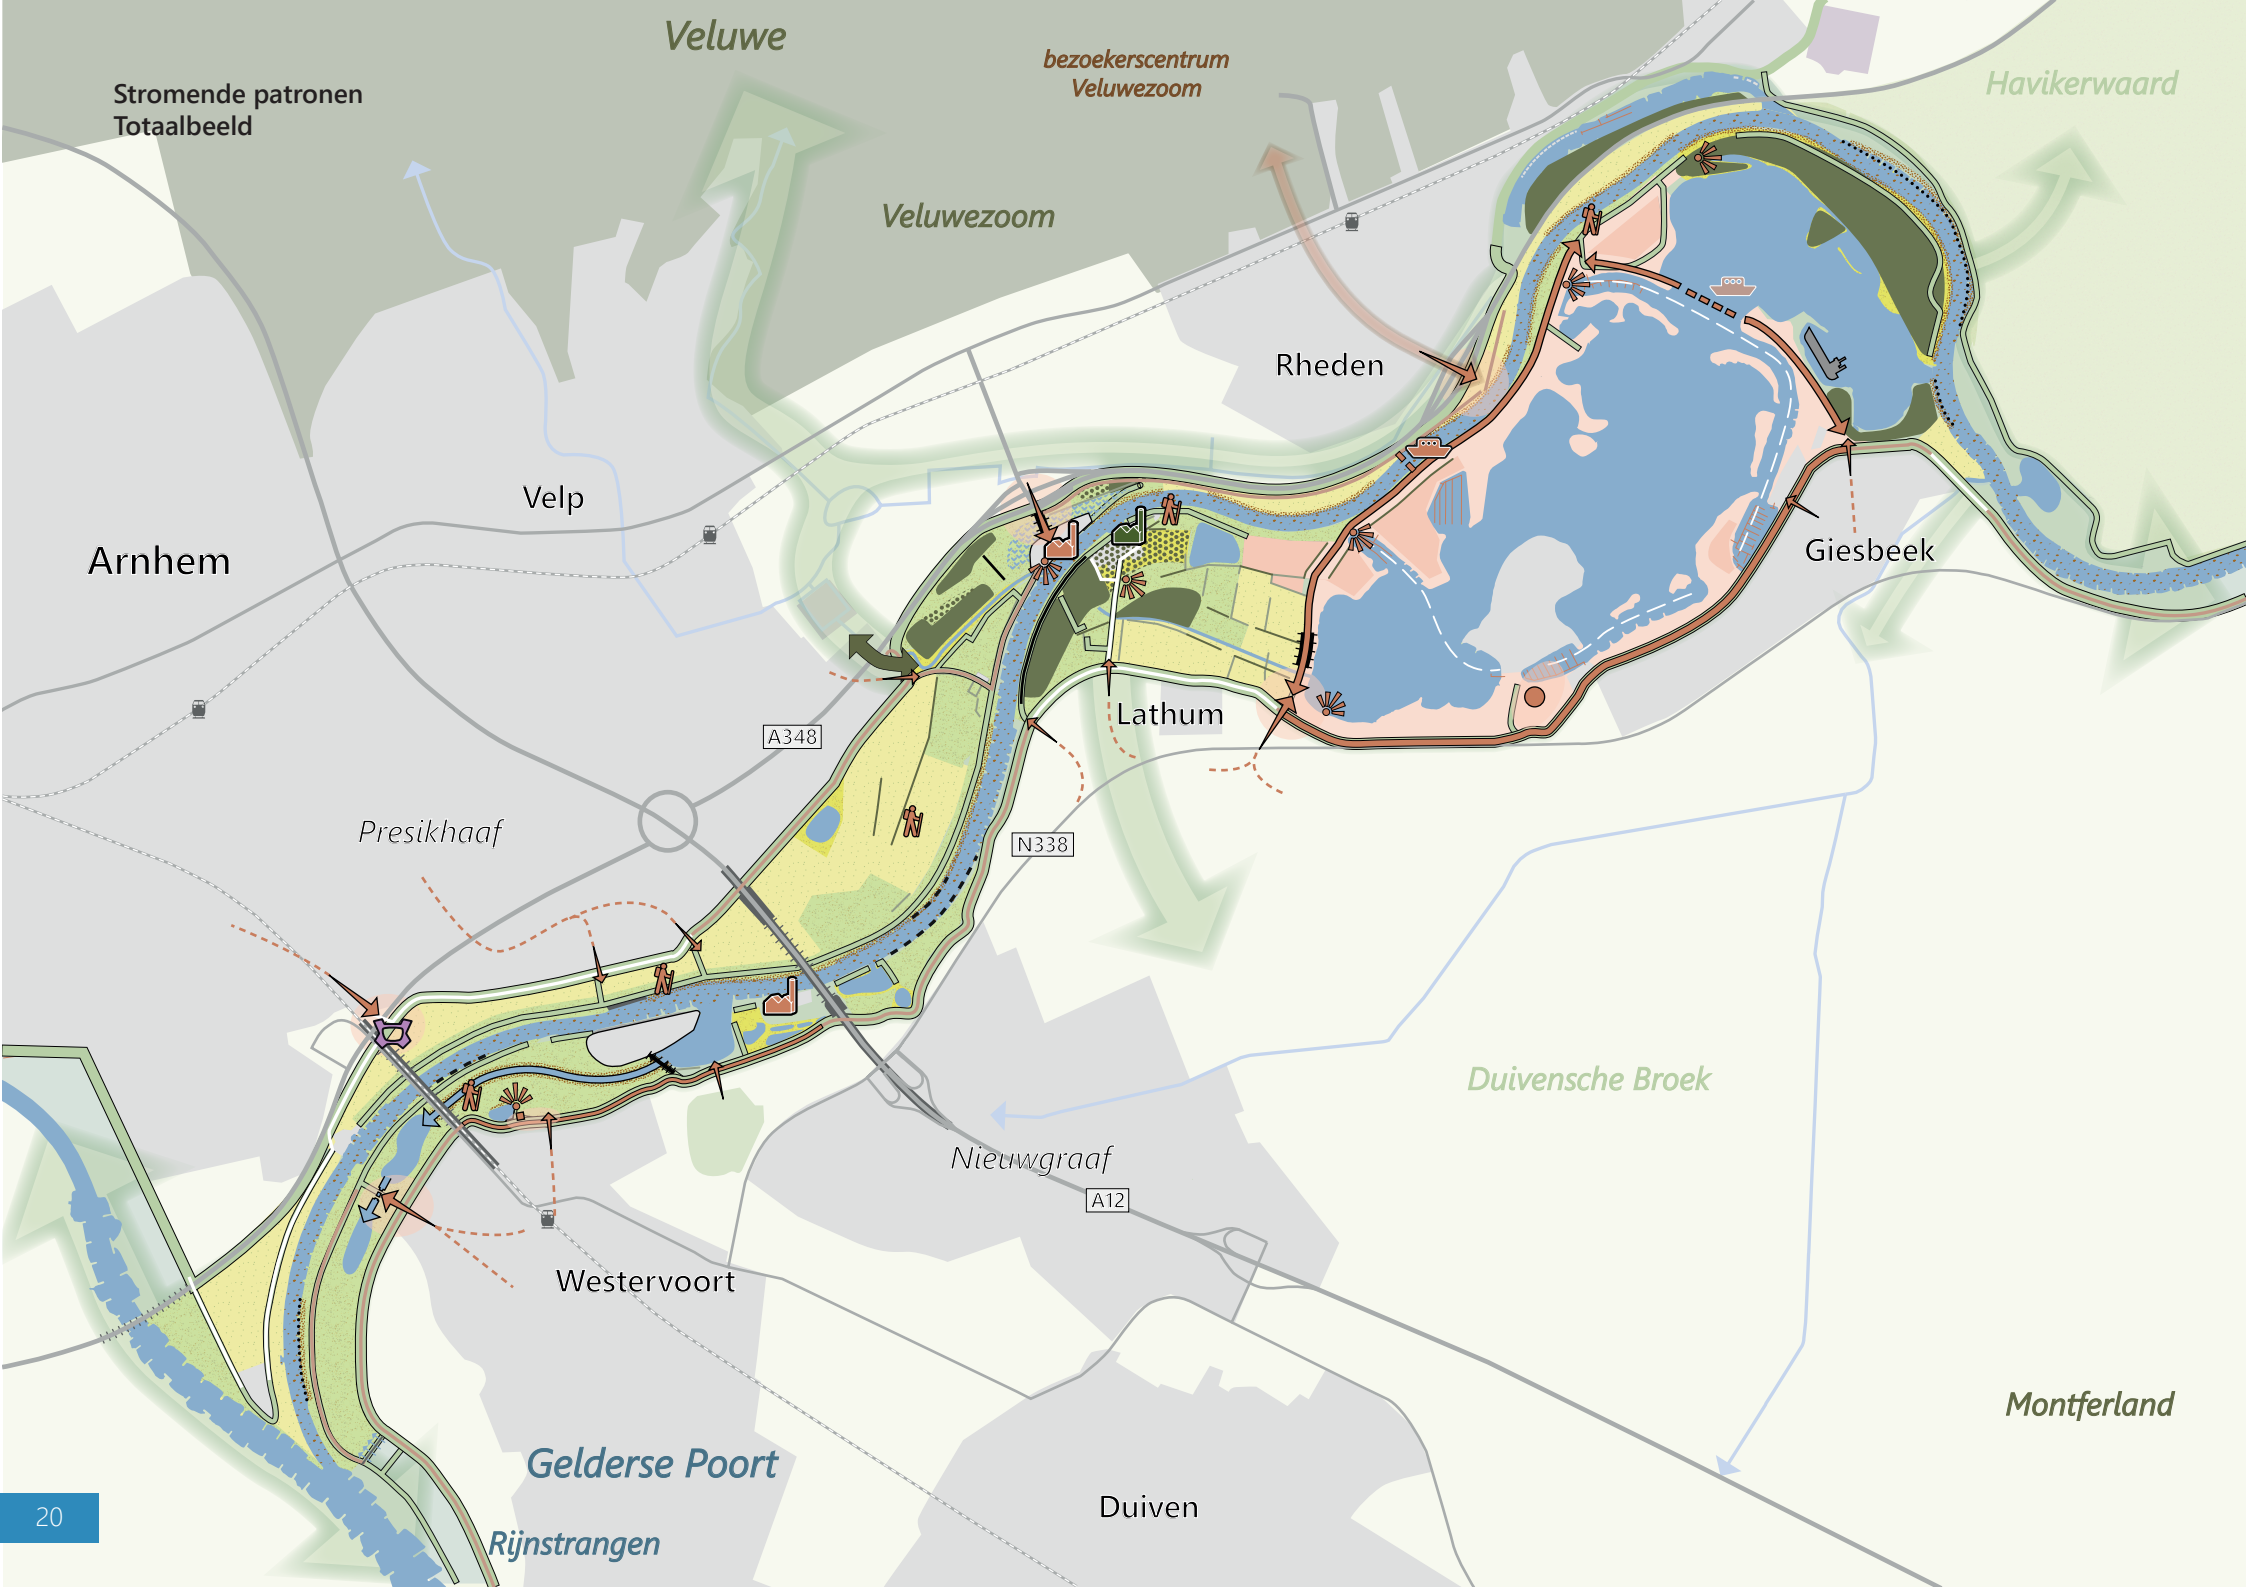 Veluwe
bezoekerscentrum
Veluwezoom
Stromende patronen
Totaalbeeld
Havikerwaard
Veluwezoom
Rheden
Velp
Arnhem
Giesbeek
Lathum
A348
Presikhaaf
N338
Duivensche Broek
Nieuwgraaf
A12
Westervoort
Montferland
Gelderse Poort
Duiven
20
Rijnstrangen